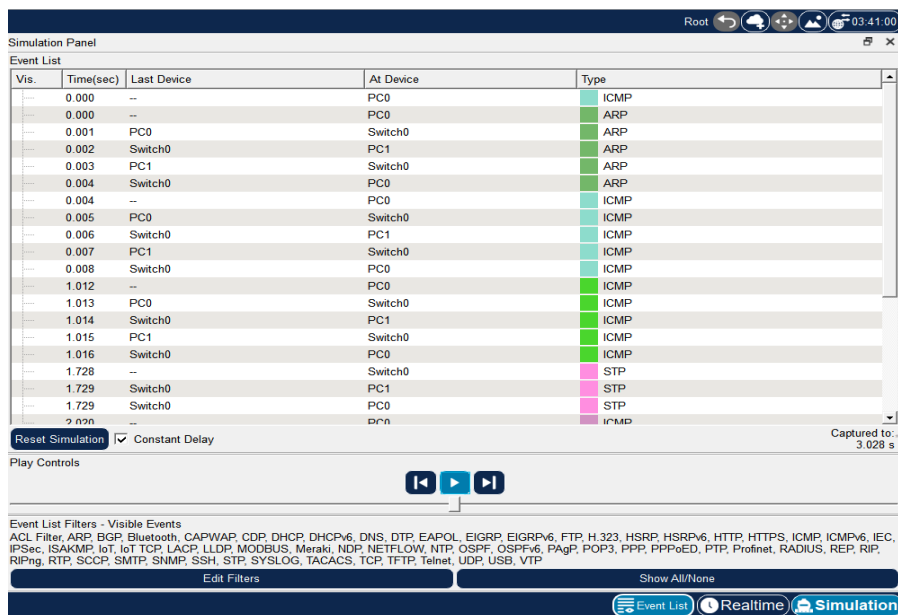 Root 03:41:00
Simulation Panel
Event List
Vis. Time(sec) Last Device At Device Type
0.000 -- PC0 ICMP
0.000 -- PC0 ARP
0.001 PC0 Switch0 ARP
0.002 Switch0 PC1 ARP
0.003 PC1 Switch0 ARP
0.004 Switch0 PC0 ARP
0.004 -- PC0 ICMP
0.005 PC0 Switch0 ICMP
0.006 Switch0 PC1 ICMP
0.007 PC1 Switch0 ICMP
0.008 Switch0 PC0 ICMP
1.012 -- PC0 ICMP
1.013 PC0 Switch0 ICMP
1.014 Switch0 PC1 ICMP
1.015 PC1 Switch0 ICMP
1.016 Switch0 PC0 ICMP
1.728 -- Switch0 STP
1.729 Switch0 PC1 STP
1.729 Switch0 PC0 STP
2.020 -- PC0 ICMP
Reset Simulation Constant Delay Captured to:.
3.028 s
Play Controls
Event List Filters - Visible Events
ACL Filter, ARP, BGP, Bluetooth, CAPWAP, CDP, DHCP, DHCPv6, DNS, DTP, EAPOL, EIGRP, EIGRPv6, FTP, H.323, HSRP, HSRPv6, HTTP, HTTPS, ICMP, ICMPv6, IEC,
IPSec, ISAKMP, IoT, IoT TCP, LACP, LLDP, MODBUS, Meraki, NDP, NETFLOW, NTP, OSPF, OSPFv6, PAgP, POP3, PPP, PPPoED, PTP, Profinet, RADIUS, REP, RIP,
RIPng, RTP, SCCP, SMTP, SNMP, SSH, STP, SYSLOG, TACACS, TCP, TFTP, Telnet, UDP, USB, VTP
Edit Filters Show All/None
Event List Realtime Simulation